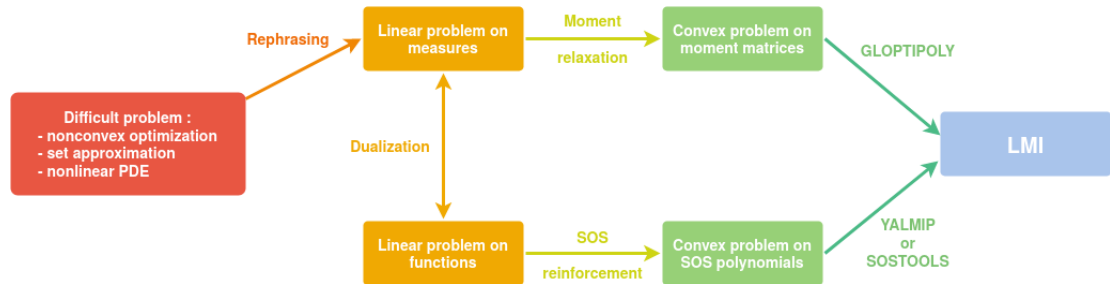 Rephrasing
Linear problem on
measures
Moment
relaxation
Convex problem on
moment matrices
GLOPTIPOLY
Difficult problem :
- nonconvex optimization
- set approximation
- nonlinear PDE
Dualization
LMI
Linear problem on
functions
SOS
reinforcement
Convex problem on
SOS polynomials
YALMIP
or
SOSTOOLS